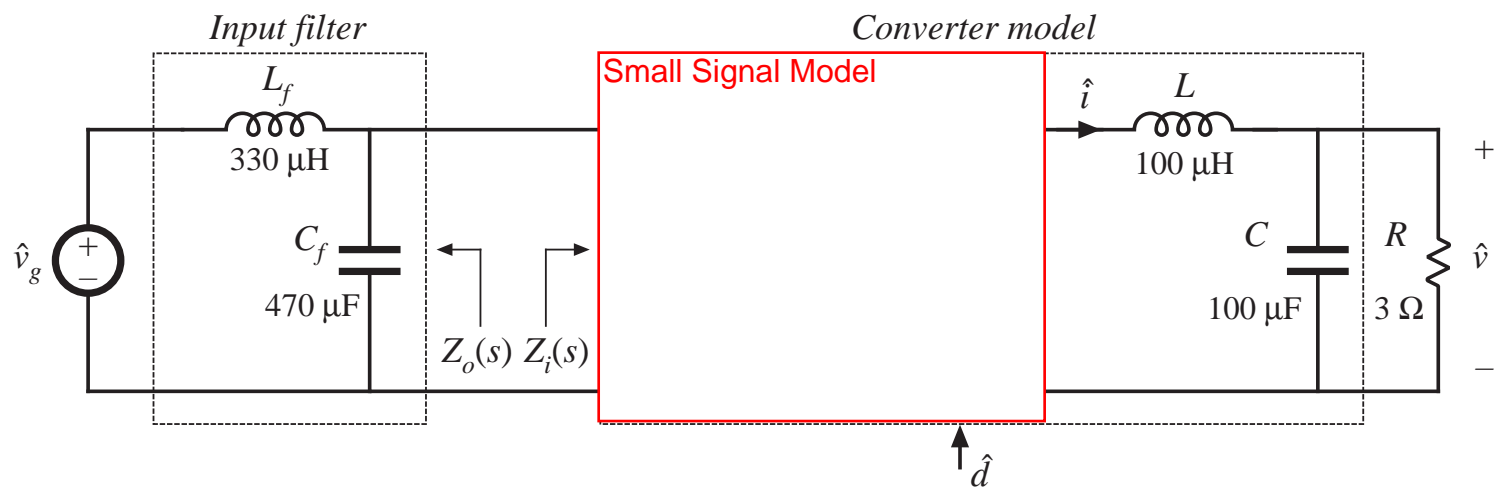 Input filter
Converter model
Small Signal Model
L_f
330 μH
î
L
100 μH
+
v̂_g
+
–
C_f
470 μF
Z_o(s)
Z_i(s)
C
100 μF
R
3 Ω
v̂
–
d̂